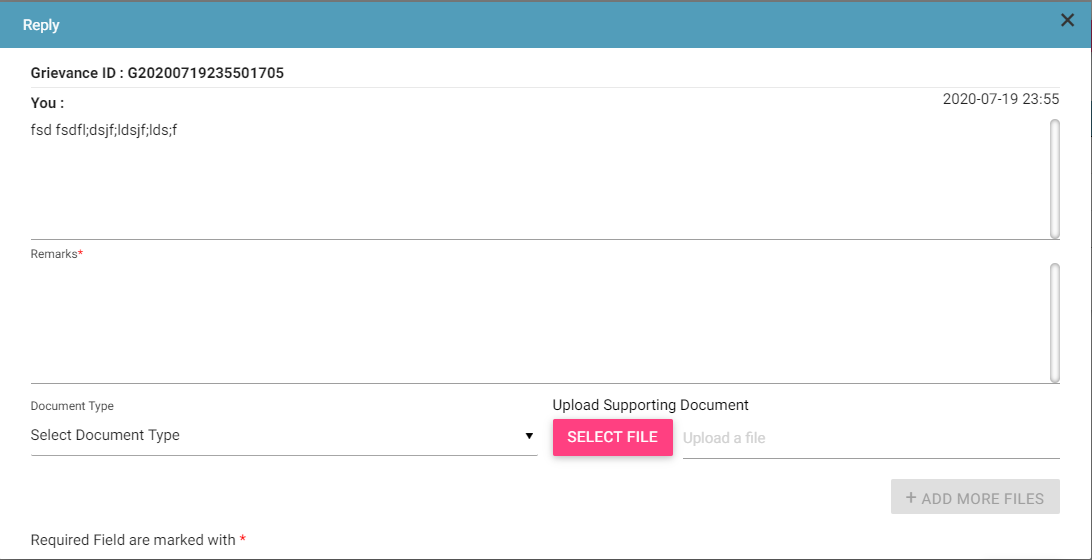 Reply
Grievance ID : G20200719235501705
You :
2020-07-19 23:55
fsd fsdfl;dsjf;ldsjf;lds;f
Remarks*
Document Type
Upload Supporting Document
Select Document Type
SELECT FILE
Upload a file
+ ADD MORE FILES
Required Field are marked with *